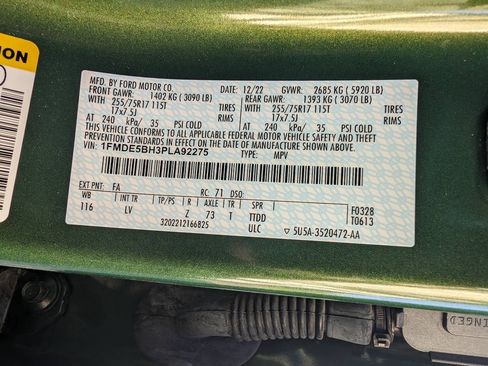 NION
MFD. BY FORD MOTOR CO. 12/22 GVWR: 2685 KG (5920 LB)
FRONT GAWR: 1402 KG (3090 LB) REAR GAWR: 1393 KG (3070 LB)
WITH 255/75R17 115T WITH 255/75R17 115T
17x7.5J 17x7.5J
AT 240 kPa/ 35 PSI COLD AT 240 kPa/ 35 PSI COLD
THIS VEHICLE CONFORMS TO ALL APPLICABLE FEDERAL MOTOR VEHICLE SAFETY, BUMPER, AND THEFT
PREVENTION STANDARDS IN EFFECT ON THE DATE OF MANUFACTURE SHOWN ABOVE.
VIN: 1FMDE5BH3PLA92275 TYPE: MPV
EXT PNT: FA RC: 71 DSO:
WB INT TR TP/PS R AXLE TR SPR F0328
116 LV Z 73 T TTDD T0613
3202212166825 ULC 5U5A-3520472-AA
INGED